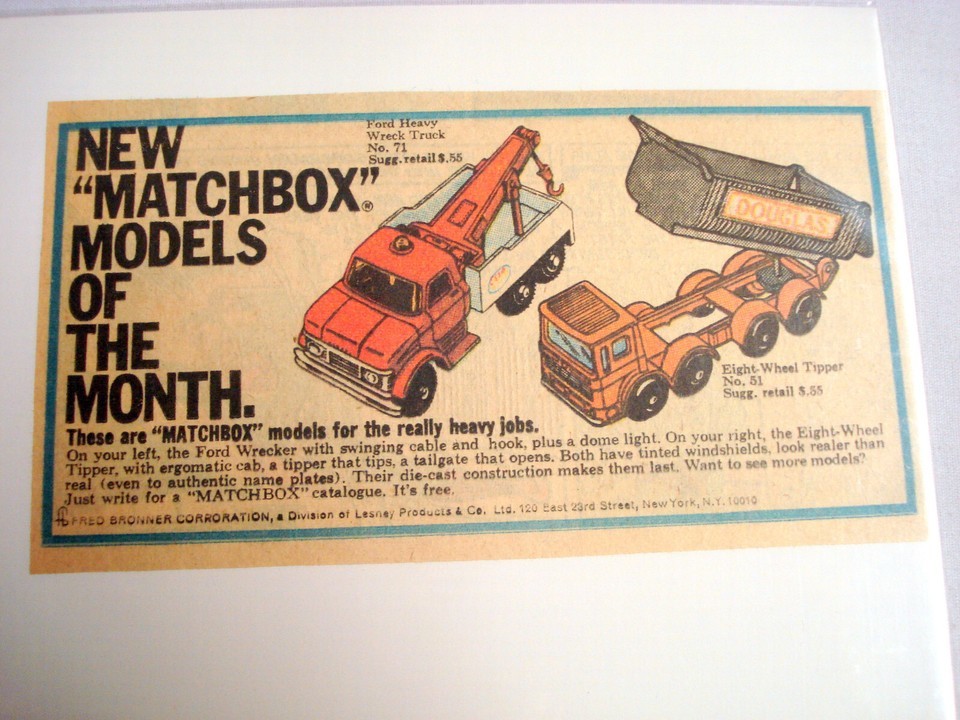 NEW
"MATCHBOX"®
MODELS
OF
THE
MONTH.
Ford Heavy
Wreck Truck
No. 71
Sugg. retail $.55
DOUGLAS
Eight-Wheel Tipper
No. 51
Sugg. retail $.55
These are "MATCHBOX" models for the really heavy jobs.
On your left, the Ford Wrecker with swinging cable and hook, plus a dome light. On your right, the Eight-Wheel
Tipper, with ergomatic cab, a tipper that tips, a tailgate that opens. Both have tinted windshields, look realer than
real (even to authentic name plates). Their die-cast construction makes them last. Want to see more models?
Just write for a "MATCHBOX" catalogue. It's free.
FRED BRONNER CORPORATION, a Division of Lesney Products & Co. Ltd. 120 East 23rd Street, New York, N.Y. 10010